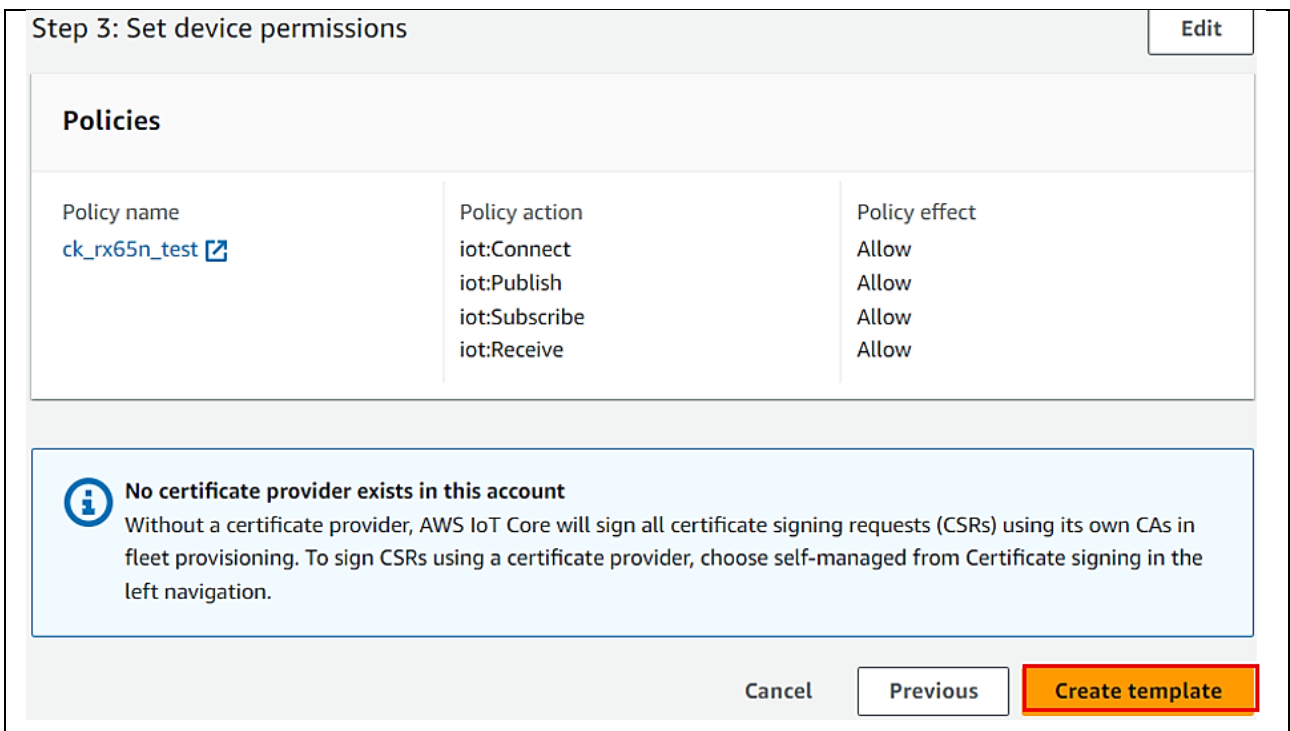 Step 3: Set device permissions
Edit
Policies
Policy name
Policy action
Policy effect
ck_rx65n_test
iot:Connect
Allow
iot:Publish
Allow
iot:Subscribe
Allow
iot:Receive
Allow
No certificate provider exists in this account
Without a certificate provider, AWS IoT Core will sign all certificate signing requests (CSRs) using its own CAs in
fleet provisioning. To sign CSRs using a certificate provider, choose self-managed from Certificate signing in the
left navigation.
Cancel
Previous
Create template